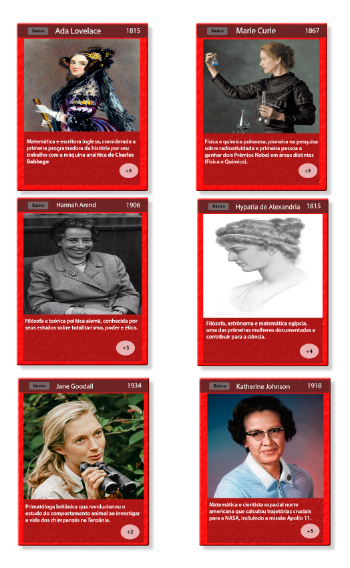 Básico Ada Lovelace 1815
Matemática e escritora inglesa, considerada a
primeira programadora da história por seu
trabalho com a máquina analítica de Charles
Babbage
+5
Básico Marie Curie 1867
Física e química polonesa, pioneira na pesquisa
sobre radioatividade e primeira pessoa a
ganhar dois Prêmios Nobel em áreas distintas
(Física e Química).
+5
Básico Hannah Arend 1906
Filósofa e teórica política alemã, conhecida por
seus estudos sobre totalitarismo, poder e ética.
+3
Básico Hypatia de Alexandria 1815
Filósofa, astrônoma e matemática egípcia,
uma das primeiras mulheres documentadas a
contribuir para a ciência.
+4
Básico Jane Goodall 1934
Primatóloga britânica que revolucionou o
estudo do comportamento animal ao investigar
a vida dos chimpanzés na Tanzânia.
+2
Básico Katherine Johnson 1918
Matemática e cientista espacial norte
americana que calculou trajetórias cruciais
para a NASA, incluindo a missão Apollo 11.
+5